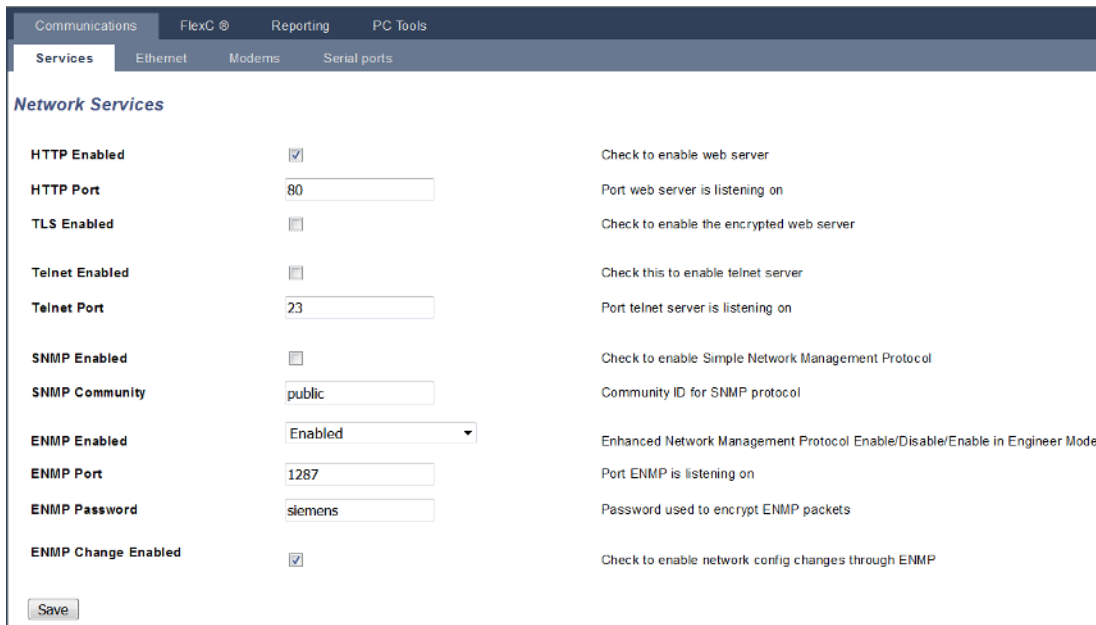 Communications FlexC ® Reporting PC Tools
Services Ethernet Modems Serial ports
Network Services
HTTP Enabled Check to enable web server
HTTP Port 80 Port web server is listening on
TLS Enabled Check to enable the encrypted web server
Telnet Enabled Check this to enable telnet server
Telnet Port 23 Port telnet server is listening on
SNMP Enabled Check to enable Simple Network Management Protocol
SNMP Community public Community ID for SNMP protocol
ENMP Enabled Enabled Enhanced Network Management Protocol Enable/Disable/Enable in Engineer Mode
ENMP Port 1287 Port ENMP is listening on
ENMP Password siemens Password used to encrypt ENMP packets
ENMP Change Enabled Check to enable network config changes through ENMP
Save